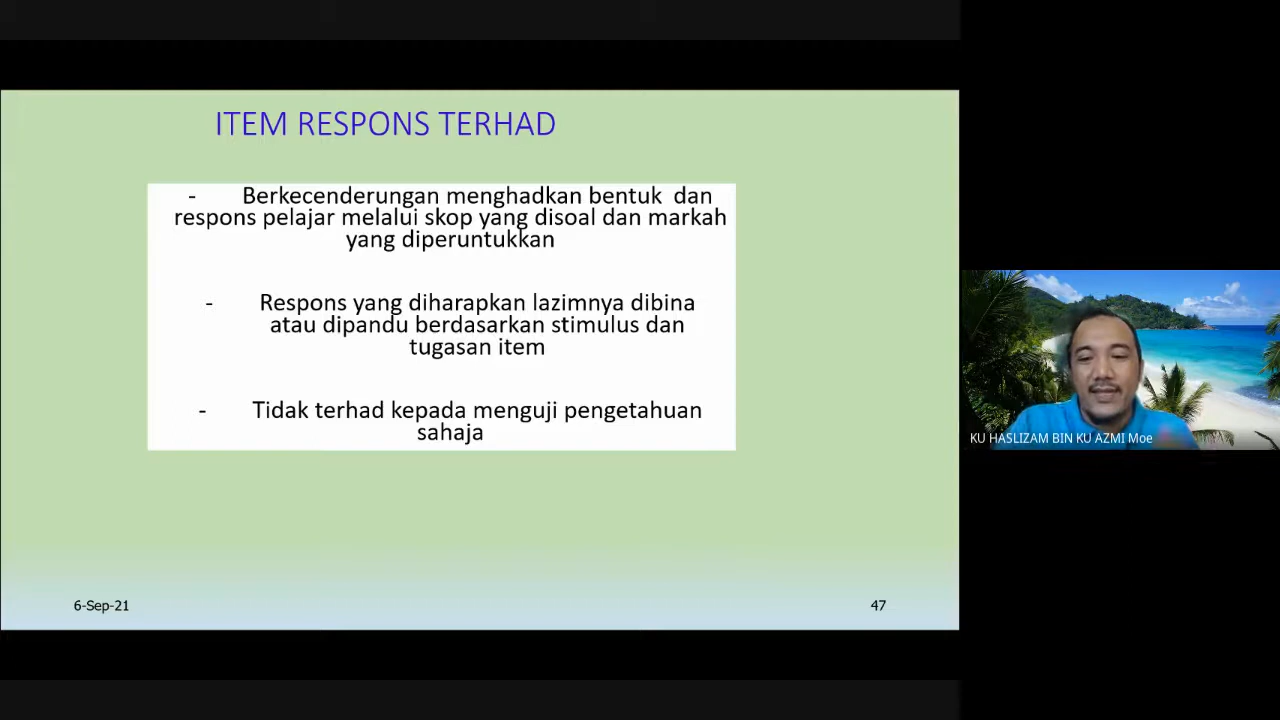 ITEM RESPONS TERHAD
- Berkecenderungan menghadkan bentuk dan
respons pelajar melalui skop yang disoal dan markah
yang diperuntukkan
- Respons yang diharapkan lazimnya dibina
atau dipandu berdasarkan stimulus dan
tugasan item
- Tidak terhad kepada menguji pengetahuan
sahaja
6-Sep-21
47
KU HASLIZAM BIN KU AZMI Moe